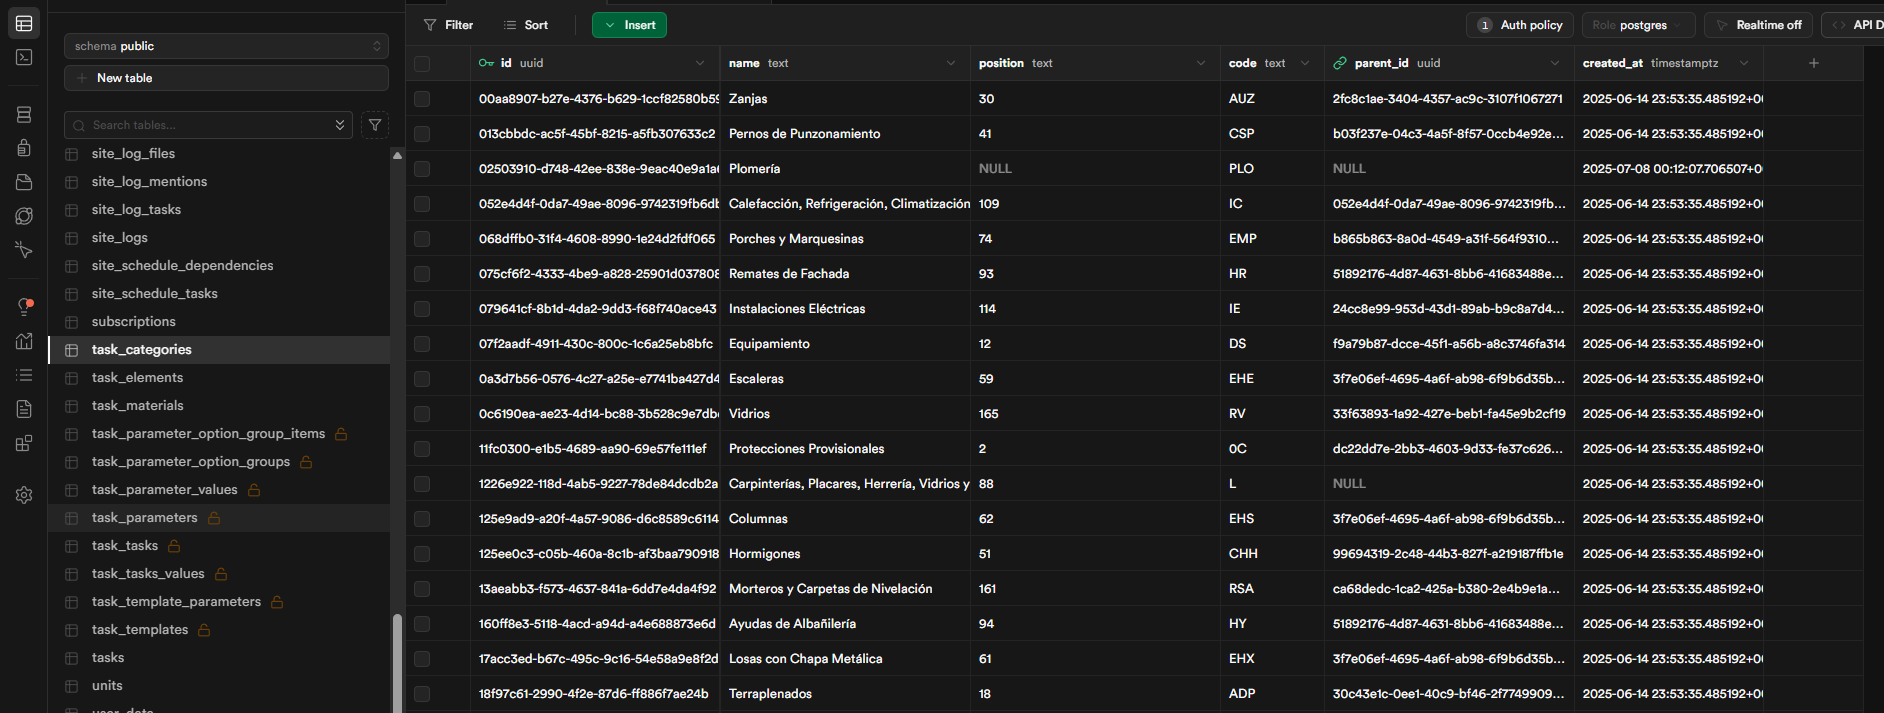 Filter
Sort
Insert
1 Auth policy
Role postgres
Realtime off
API D
schema public
New table
Search tables...
site_log_files
site_log_mentions
site_log_tasks
site_logs
site_schedule_dependencies
site_schedule_tasks
subscriptions
task_categories
task_elements
task_materials
task_parameter_option_group_items
task_parameter_option_groups
task_parameter_values
task_parameters
task_tasks
task_tasks_values
task_template_parameters
task_templates
tasks
units
id uuid name text position text code text parent_id uuid created_at timestamptz
00aa8907-b27e-4376-b629-1ccf82580b59 Zanjas 30 AUZ 2fc8c1ae-3404-4357-ac9c-3107f1067271 2025-06-14 23:53:35.485192+0
013cbbdc-ac5f-45bf-8215-a5fb307633c2 Pernos de Punzonamiento 41 CSP b03f237e-04c3-4a5f-8f57-0ccb4e92e... 2025-06-14 23:53:35.485192+0
02503910-d748-42ee-838e-9eac40e9a1a Plomería NULL PLO NULL 2025-07-08 00:12:07.706507+0
052e4d4f-0da7-49ae-8096-9742319fb6db Calefacción, Refrigeración, Climatización 109 IC 052e4d4f-0da7-49ae-8096-9742319fb... 2025-06-14 23:53:35.485192+0
068dffb0-31f4-4608-8990-1e24d2fdf065 Porches y Marquesinas 74 EMP b865b863-8a0d-4549-a31f-564f9310... 2025-06-14 23:53:35.485192+0
075cf6f2-4333-4be9-a828-25901d037808 Remates de Fachada 93 HR 51892176-4d87-4631-8bb6-41683488e... 2025-06-14 23:53:35.485192+0
079641cf-8b1d-4da2-9dd3-f68f740ace43 Instalaciones Eléctricas 114 IE 24cc8e99-953d-43d1-89ab-b9c8a7d4... 2025-06-14 23:53:35.485192+0
07f2aadf-4911-430c-800c-1c6a25eb8bfc Equipamiento 12 DS f9a79b87-dcce-45f1-a56b-a8c3746fa314 2025-06-14 23:53:35.485192+0
0a3d7b56-0576-4c27-a25e-e7741ba427d4 Escaleras 59 EHE 3f7e06ef-4695-4a6f-ab98-6f9b6d35b... 2025-06-14 23:53:35.485192+0
0c6190ea-ae23-4d14-bc88-3b528c9e7db Vidrios 165 RV 33f63893-1a92-427e-beb1-fa45e9b2cf19 2025-06-14 23:53:35.485192+0
11fc0300-e1b5-4689-aa90-69e57fe111ef Protecciones Provisionales 2 0C dc22dd7e-2bb3-4603-9d33-fe37c626... 2025-06-14 23:53:35.485192+0
1226e922-118d-4ab5-9227-78de84dcdb2a Carpinterías, Placares, Herrería, Vidrios y 88 L NULL 2025-06-14 23:53:35.485192+0
125e9ad9-a20f-4a57-9086-d6c8589c6114 Columnas 62 EHS 3f7e06ef-4695-4a6f-ab98-6f9b6d35b... 2025-06-14 23:53:35.485192+0
125ee0c3-c05b-460a-8c1b-af3baa790918 Hormigones 51 CHH 99694319-2c48-44b3-827f-a219187ffb1e 2025-06-14 23:53:35.485192+0
13aeabb3-f573-4637-841a-6dd7e4da4f92 Morteros y Carpetas de Nivelación 161 RSA ca68dedc-1ca2-425a-b380-2e4b9e1a... 2025-06-14 23:53:35.485192+0
160ff8e3-5118-4acd-a94d-a4e688873e6d Ayudas de Albañilería 94 HY 51892176-4d87-4631-8bb6-41683488e... 2025-06-14 23:53:35.485192+0
17acc3ed-b67c-495c-9c16-54e58a9e8f2d Losas con Chapa Metálica 61 EHX 3f7e06ef-4695-4a6f-ab98-6f9b6d35b... 2025-06-14 23:53:35.485192+0
18f97c61-2990-4f2e-87d6-ff886f7ae24b Terraplenados 18 ADP 30c43e1c-0ee1-40c9-bf46-2f7749909... 2025-06-14 23:53:35.485192+0